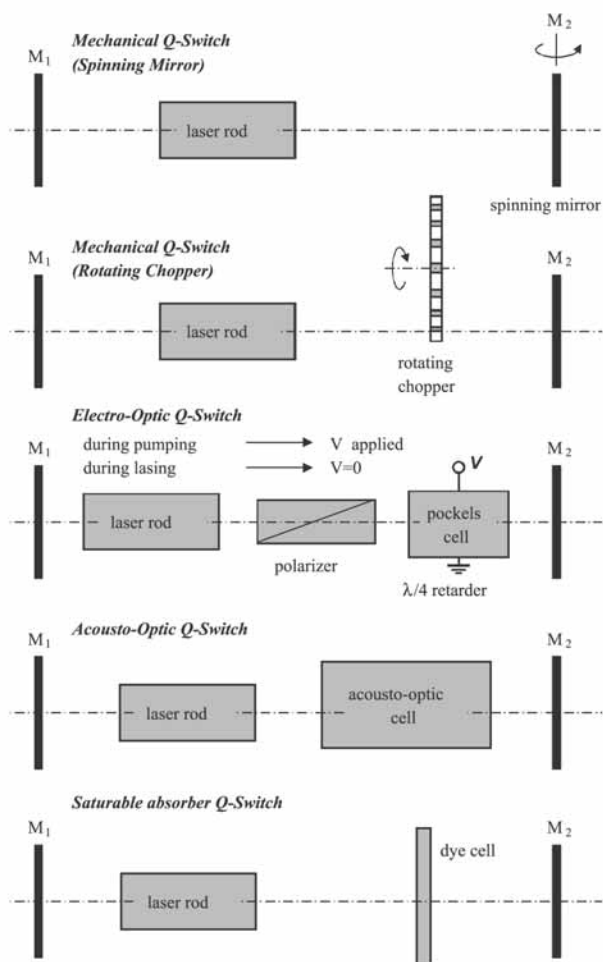 Mechanical Q-Switch
(Spinning Mirror)
M1
M2
laser rod
spinning mirror
Mechanical Q-Switch
(Rotating Chopper)
M1
M2
laser rod
rotating
chopper
Electro-Optic Q-Switch
M1
during pumping → V applied
during lasing → V=0
M2
V
laser rod
pockels
cell
polarizer
λ/4 retarder
Acousto-Optic Q-Switch
M1
M2
laser rod
acousto-optic
cell
Saturable absorber Q-Switch
M1
M2
dye cell
laser rod